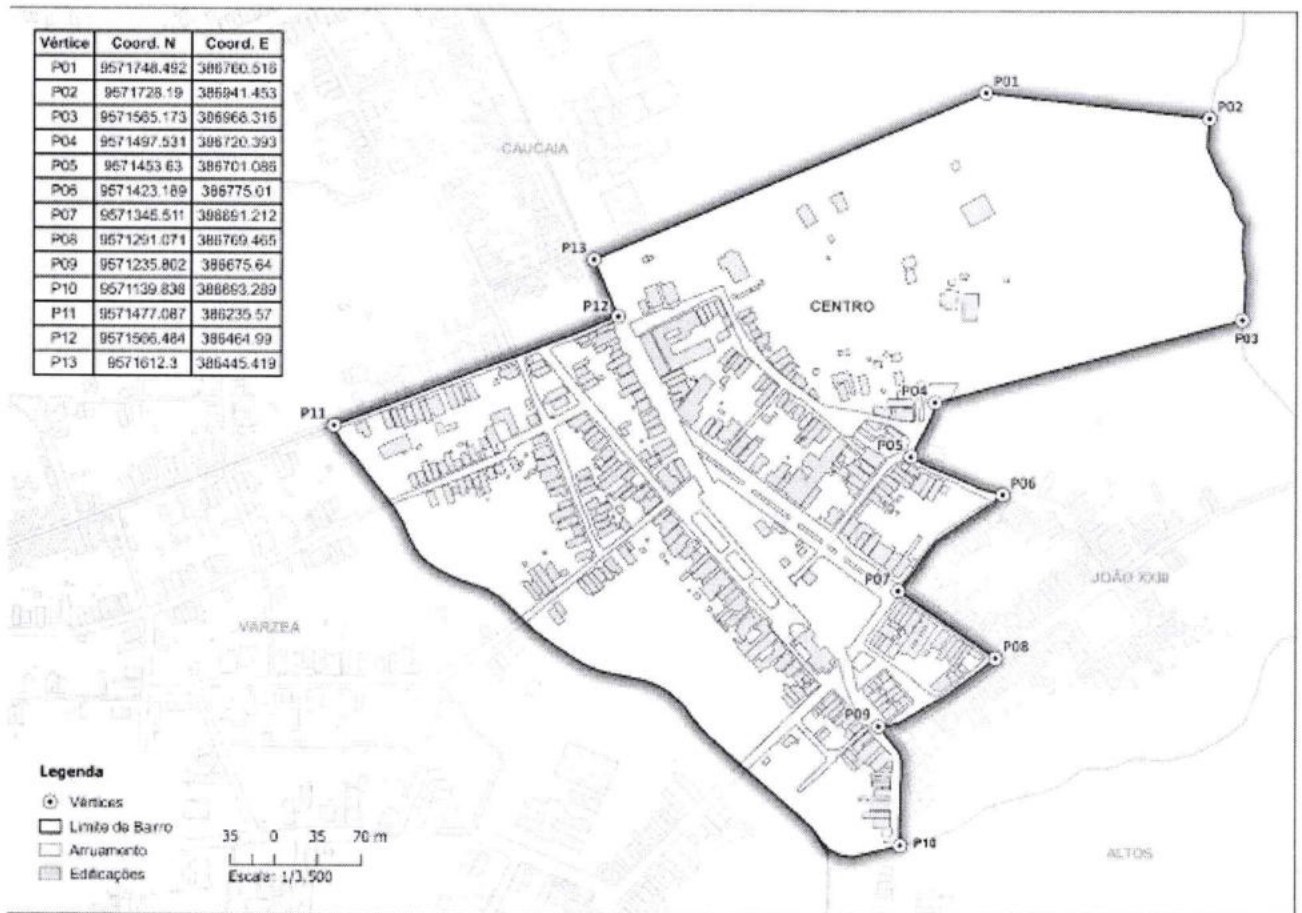 Vértice Coord. N Coord. E
P01 9571748.492 386760.516
P02 9571728.19 386941.453
P03 9571565.173 386968.316
P04 9571497.531 386720.393
P05 9571453.63 386701.086
P06 9571423.189 386775.01
P07 9571345.511 386691.212
P08 9571291.071 386769.465
P09 9571235.802 386675.64
P10 9571139.838 386693.289
P11 9571477.087 386235.57
P12 9571566.484 386464.99
P13 9571612.3 386445.419
P01
P02
CAUCAIA
P13
P12
CENTRO
P03
P04
P11
P05
P06
JOÃO XXIII
P07
VARZEA
P08
P09
P10
ALTOS
Legenda
Vértices
Limite de Bairro
Arruamento
Edificações
35 0 35 70 m
Escala: 1/3.500